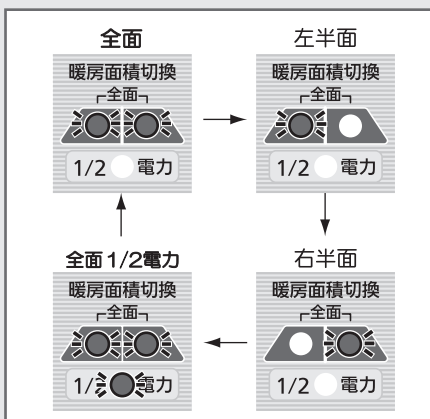 全面
暖房面積切換
全面
1/2 電力
左半面
暖房面積切換
全面
1/2 電力
全面1/2電力
暖房面積切換
全面
1/ 電力
右半面
暖房面積切換
全面
1/2 電力